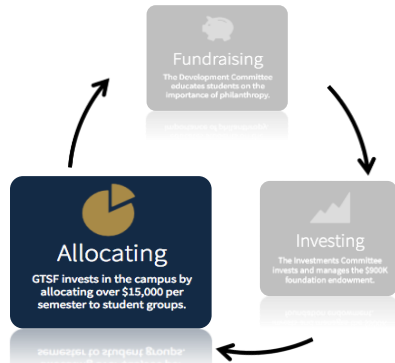 Fundraising
The Development Committee
educates students on the
importance of philanthropy.
Investing
The Investments Committee
invests and manages the $900K
foundation endowment.
Allocating
GTSF invests in the campus by
allocating over $15,000 per
semester to student groups.